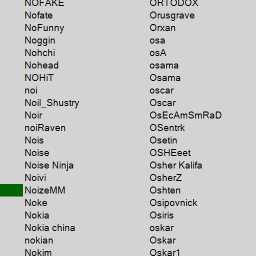 NOFAKE
Nofate
NoFunny
Noggin
Nohchi
Nohead
NOHiT
noi
Noil_Shustry
Noir
noiRaven
Nois
Noise
Noise Ninja
Noivi
NoizeMM
Noke
Nokia
Nokia china
nokian
Nokim
ORTODOX
Orusgrave
Orxan
osa
osA
osama
Osama
oscar
Oscar
OsEcAmSmRaD
OSentrk
Osetin
OSHEeet
Osher Kalifa
OsherZ
Oshten
Osipovnick
Osiris
oskar
Oskar
Oskar1